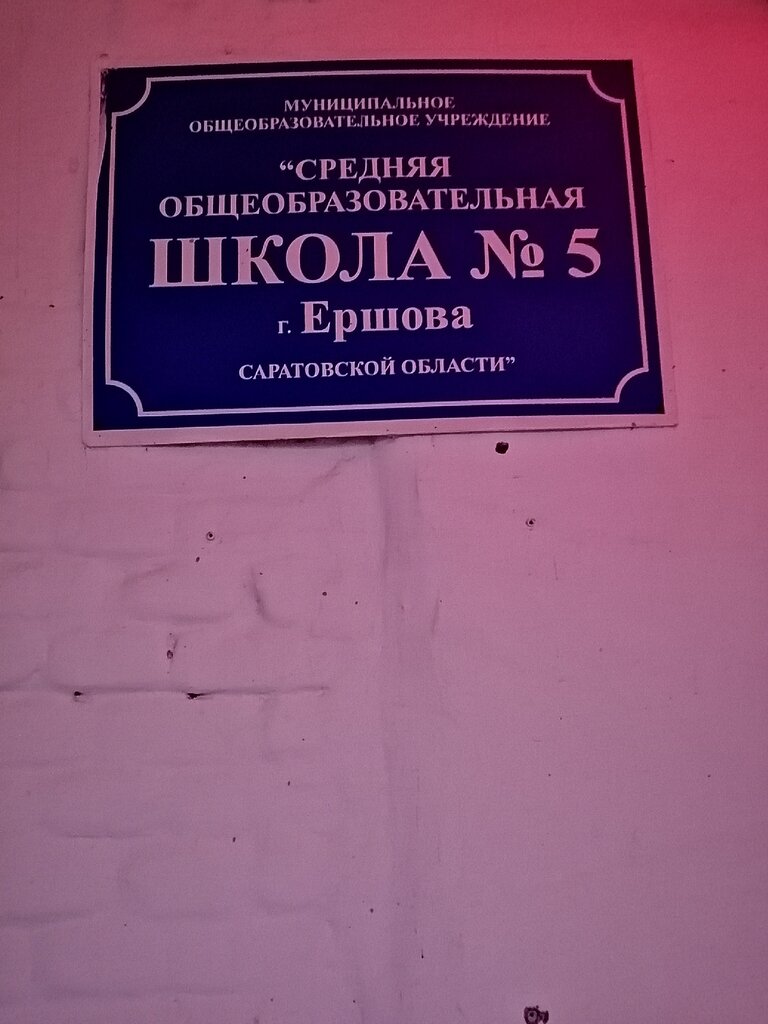 МУНИЦИПАЛЬНОЕ
ОБЩЕОБРАЗОВАТЕЛЬНОЕ УЧРЕЖДЕНИЕ
“СРЕДНЯЯ
ОБЩЕОБРАЗОВАТЕЛЬНАЯ
ШКОЛА № 5
г. Ершова
САРАТОВСКОЙ ОБЛАСТИ”